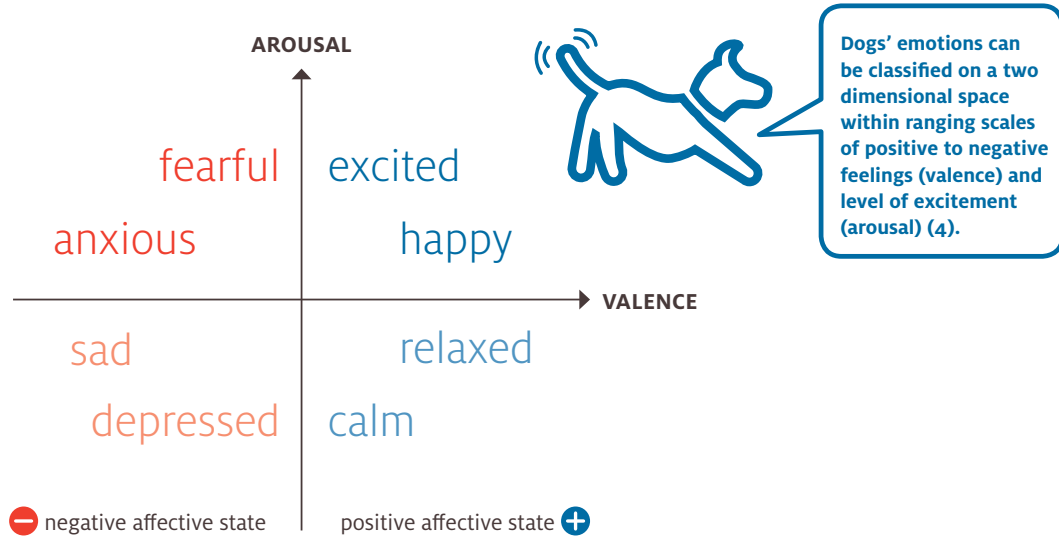 AROUSAL
Dogs’ emotions can
be classified on a two
dimensional space
within ranging scales
of positive to negative
feelings (valence) and
level of excitement
(arousal) (4).
fearful excited
anxious happy
VALENCE
sad relaxed
depressed calm
negative affective state positive affective state